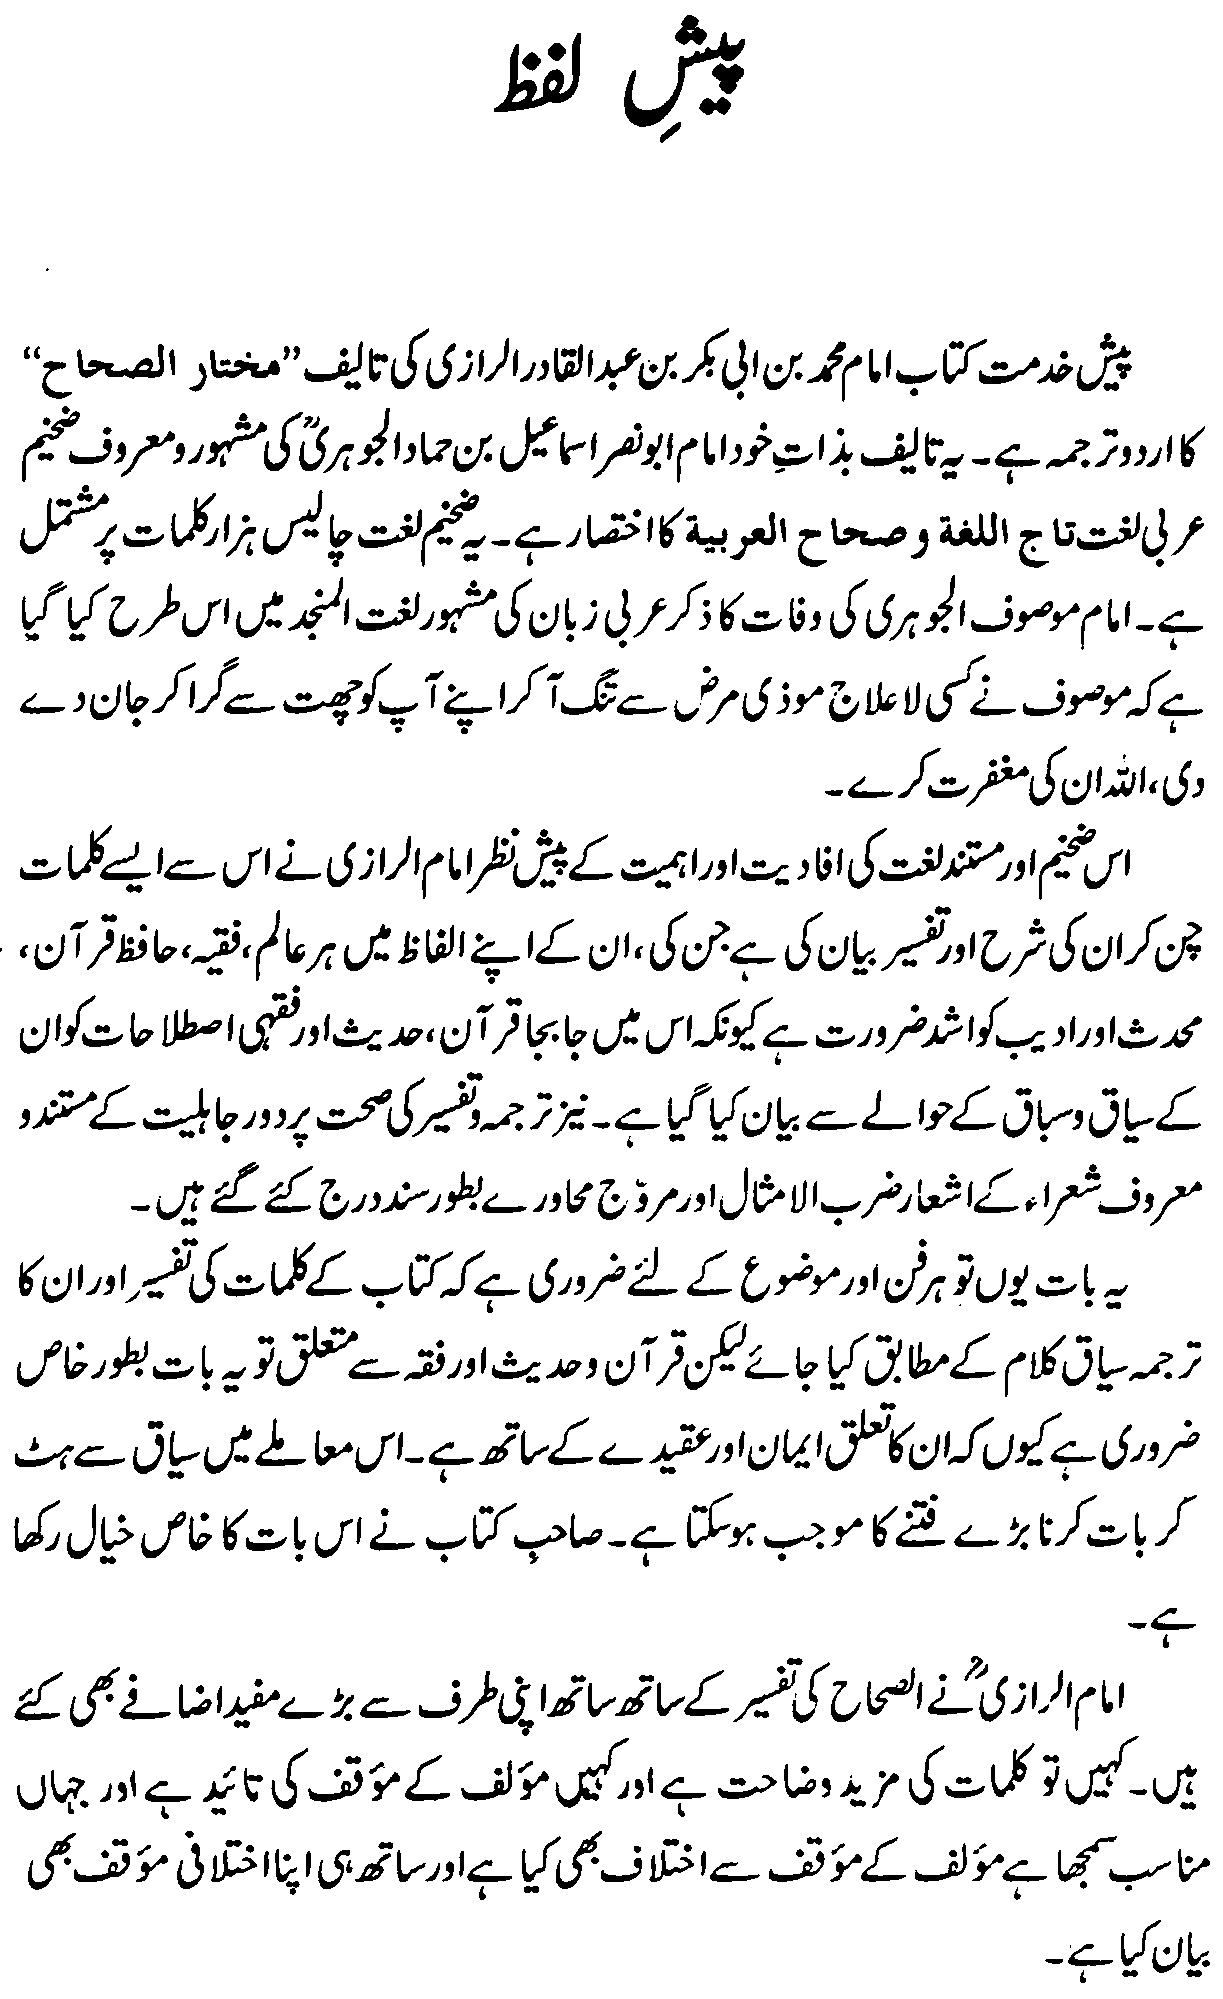 پیشِ لفظ
پیش خدمت کتاب امام محمد بن ابی بکر بن عبدالقادر الرازی کی تالیف ”مختار الصحاح“
کا اردو ترجمہ ہے۔ یہ تالیف بذاتِ خود امام ابو نصر اسماعیل بن حماد الجوہریؒ کی مشہور و معروف ضخیم
عربی لغت تاج اللغة و صحاح العربية کا اختصار ہے۔ یہ ضخیم لغت چالیس ہزار کلمات پر مشتمل
ہے۔ امام موصوف الجوہری کی وفات کا ذکر عربی زبان کی مشہور لغت المنجد میں اس طرح کیا گیا
ہے کہ موصوف نے کسی لاعلاج موذی مرض سے تنگ آ کر اپنے آپ کو چھت سے گرا کر جان دے
دی، اللہ ان کی مغفرت کرے۔
اس ضخیم اور مستند لغت کی افادیت اور اہمیت کے پیش نظر امام الرازی نے اس سے ایسے کلمات
چن کر ان کی شرح اور تفسیر بیان کی ہے جن کی، ان کے اپنے الفاظ میں ہر عالم، فقیہ، حافظ قرآن،
محدث اور ادیب کو اشد ضرورت ہے کیونکہ اس میں جابجا قرآن، حدیث اور فقہی اصطلاحات کو ان
کے سیاق و سباق کے حوالے سے بیان کیا گیا ہے۔ نیز ترجمہ و تفسیر کی صحت پر دور جاہلیت کے مستند و
معروف شعراء کے اشعار ضرب الامثال اور مروّج محاورے بطور سند درج کئے گئے ہیں۔
یہ بات یوں تو ہر فن اور موضوع کے لئے ضروری ہے کہ کتاب کے کلمات کی تفسیر اور ان کا
ترجمہ سیاق کلام کے مطابق کیا جائے لیکن قرآن و حدیث اور فقہ سے متعلق تو یہ بات بطور خاص
ضروری ہے کیوں کہ ان کا تعلق ایمان اور عقیدے کے ساتھ ہے۔ اس معاملے میں سیاق سے ہٹ
کر بات کرنا بڑے فتنے کا موجب ہو سکتا ہے۔ صاحبِ کتاب نے اس بات کا خاص خیال رکھا
ہے۔
امام الرازیؒ نے الصحاح کی تفسیر کے ساتھ ساتھ اپنی طرف سے بڑے مفید اضافے بھی کئے
ہیں۔ کہیں تو کلمات کی مزید وضاحت ہے اور کہیں مؤلف کے مؤقف کی تائید ہے اور جہاں
مناسب سمجھا ہے مؤلف کے مؤقف سے اختلاف بھی کیا ہے اور ساتھ ہی اپنا اختلافی مؤقف بھی
بیان کیا ہے۔